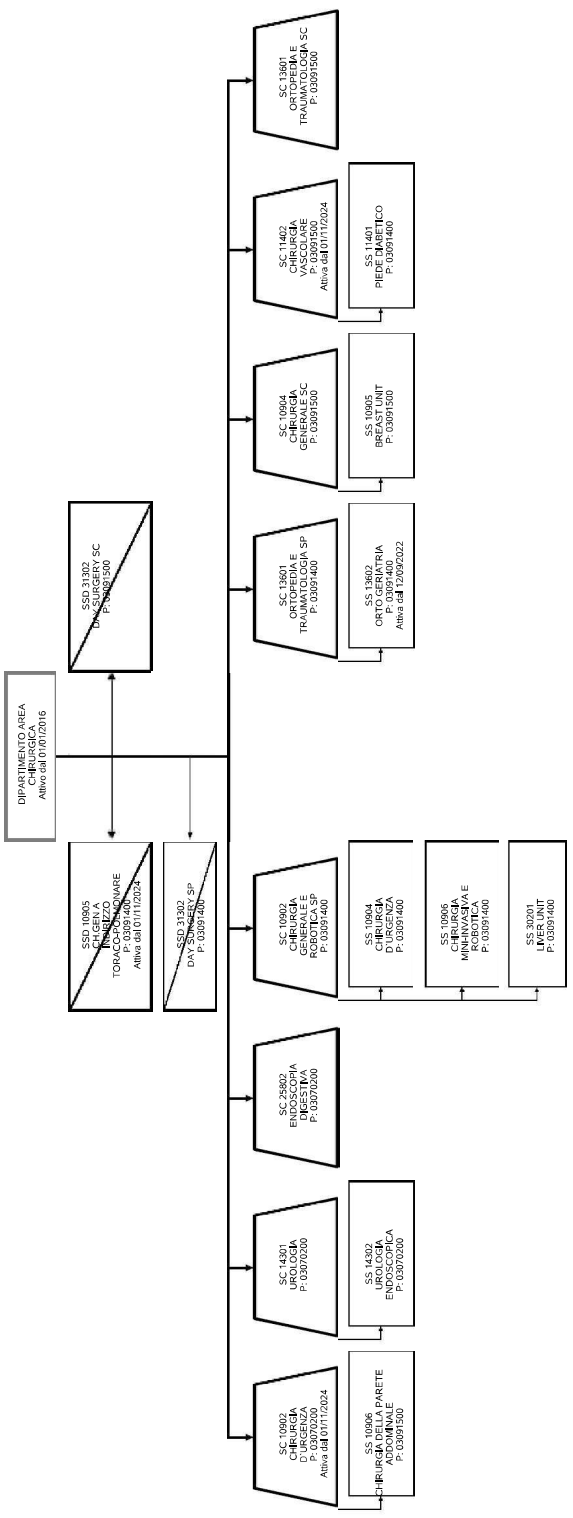 DIPARTIMENTO AREA
CHIRURGICA
Attivo dal 01/01/2016
SSD 10905
CH.GEN A
INDIRIZZO
TORACO-POLMONARE
P: 03091400
Attiva dal 01/11/2024
SSD 31302
DAY SURGERY SC
P: 03091500
SSD 31302
DAY SURGERY SP
P: 03091400
SC 10902
CHIRURGIA
D'URGENZA
P: 03070200
Attiva dal 01/11/2024
SS 10906
CHIRURGIA DELLA PARETE
ADDOMINALE
P: 03091500
SC 14301
UROLOGIA
P: 03070200
SS 14302
UROLOGIA
ENDOSCOPICA
P: 03070200
SC 25802
ENDOSCOPIA
DIGESTIVA
P: 03070200
SC 10902
CHIRURGIA
GENERALE E
ROBOTICA SP
P: 03091400
SS 10904
CHIRURGIA
D'URGENZA
P: 03091400
SS 10906
CHIRURGIA
MINI-INVASIVA E
ROBOTICA
P: 03091400
SS 30201
LIVER UNIT
P: 03091400
SC 13601
ORTOPEDIA E
TRAUMATOLOGIA SP
P: 03091400
SS 13602
ORTO GERIATRIA
P: 03091400
Attiva dal 12/09/2022
SC 10904
CHIRURGIA
GENERALE SC
P: 03091500
SS 10905
BREAST UNIT
P: 03091500
SC 11402
CHIRURGIA
VASCOLARE
P: 03091500
Attiva dal 01/11/2024
SS 11401
PIEDE DIABETICO
P: 03091400
SC 13601
ORTOPEDIA E
TRAUMATOLOGIA SC
P: 03091500